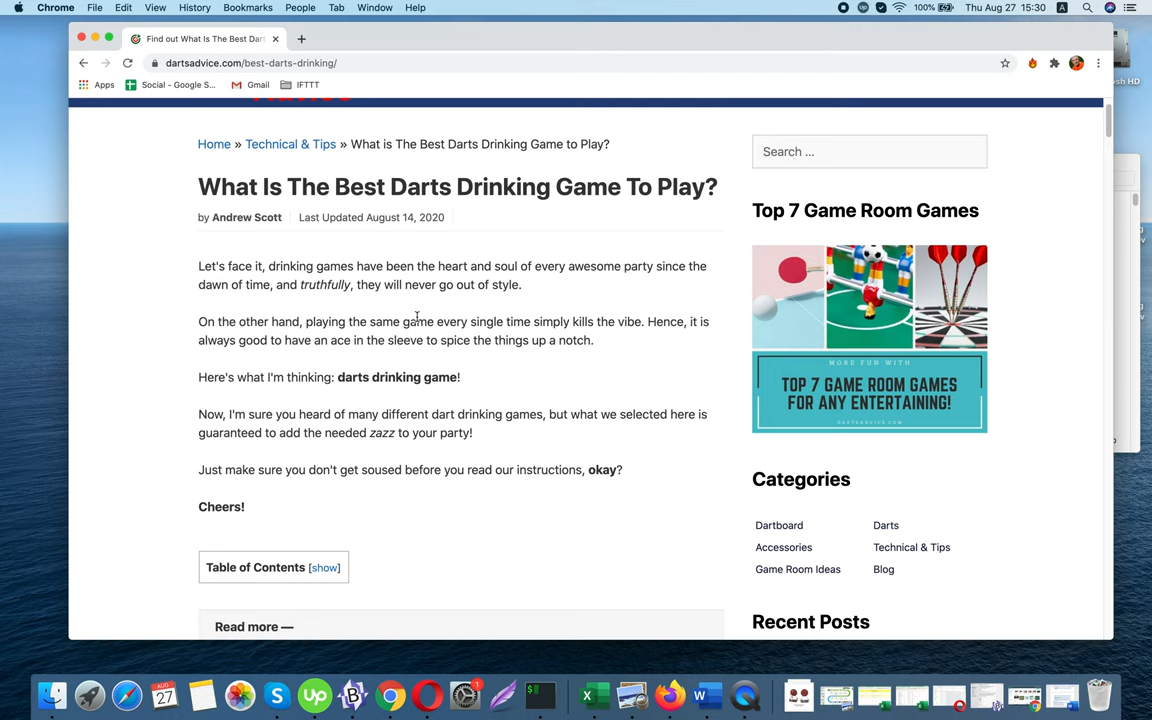 Chrome File Edit View History Bookmarks People Tab Window Help 100% Thu Aug 27 15:30 A
Find out What Is The Best Dar
dartsadvice.com/best-darts-drinking/
Apps Social - Google S... Gmail IFTTT
Home » Technical & Tips » What is The Best Darts Drinking Game to Play?
What Is The Best Darts Drinking Game To Play?
by Andrew Scott Last Updated August 14, 2020
Let's face it, drinking games have been the heart and soul of every awesome party since the
dawn of time, and truthfully, they will never go out of style.
On the other hand, playing the same game every single time simply kills the vibe. Hence, it is
always good to have an ace in the sleeve to spice the things up a notch.
Here's what I'm thinking: darts drinking game!
Now, I'm sure you heard of many different dart drinking games, but what we selected here is
guaranteed to add the needed zazz to your party!
Just make sure you don't get soused before you read our instructions, okay?
Cheers!
Table of Contents [show]
Read more —
Search ...
Top 7 Game Room Games
MORE FUN WITH
TOP 7 GAME ROOM GAMES
FOR ANY ENTERTAINING!
DARTSADVICE.COM
Categories
Dartboard Darts
Accessories Technical & Tips
Game Room Ideas Blog
Recent Posts
AUG
27
S
Up
B
1
$
X
W